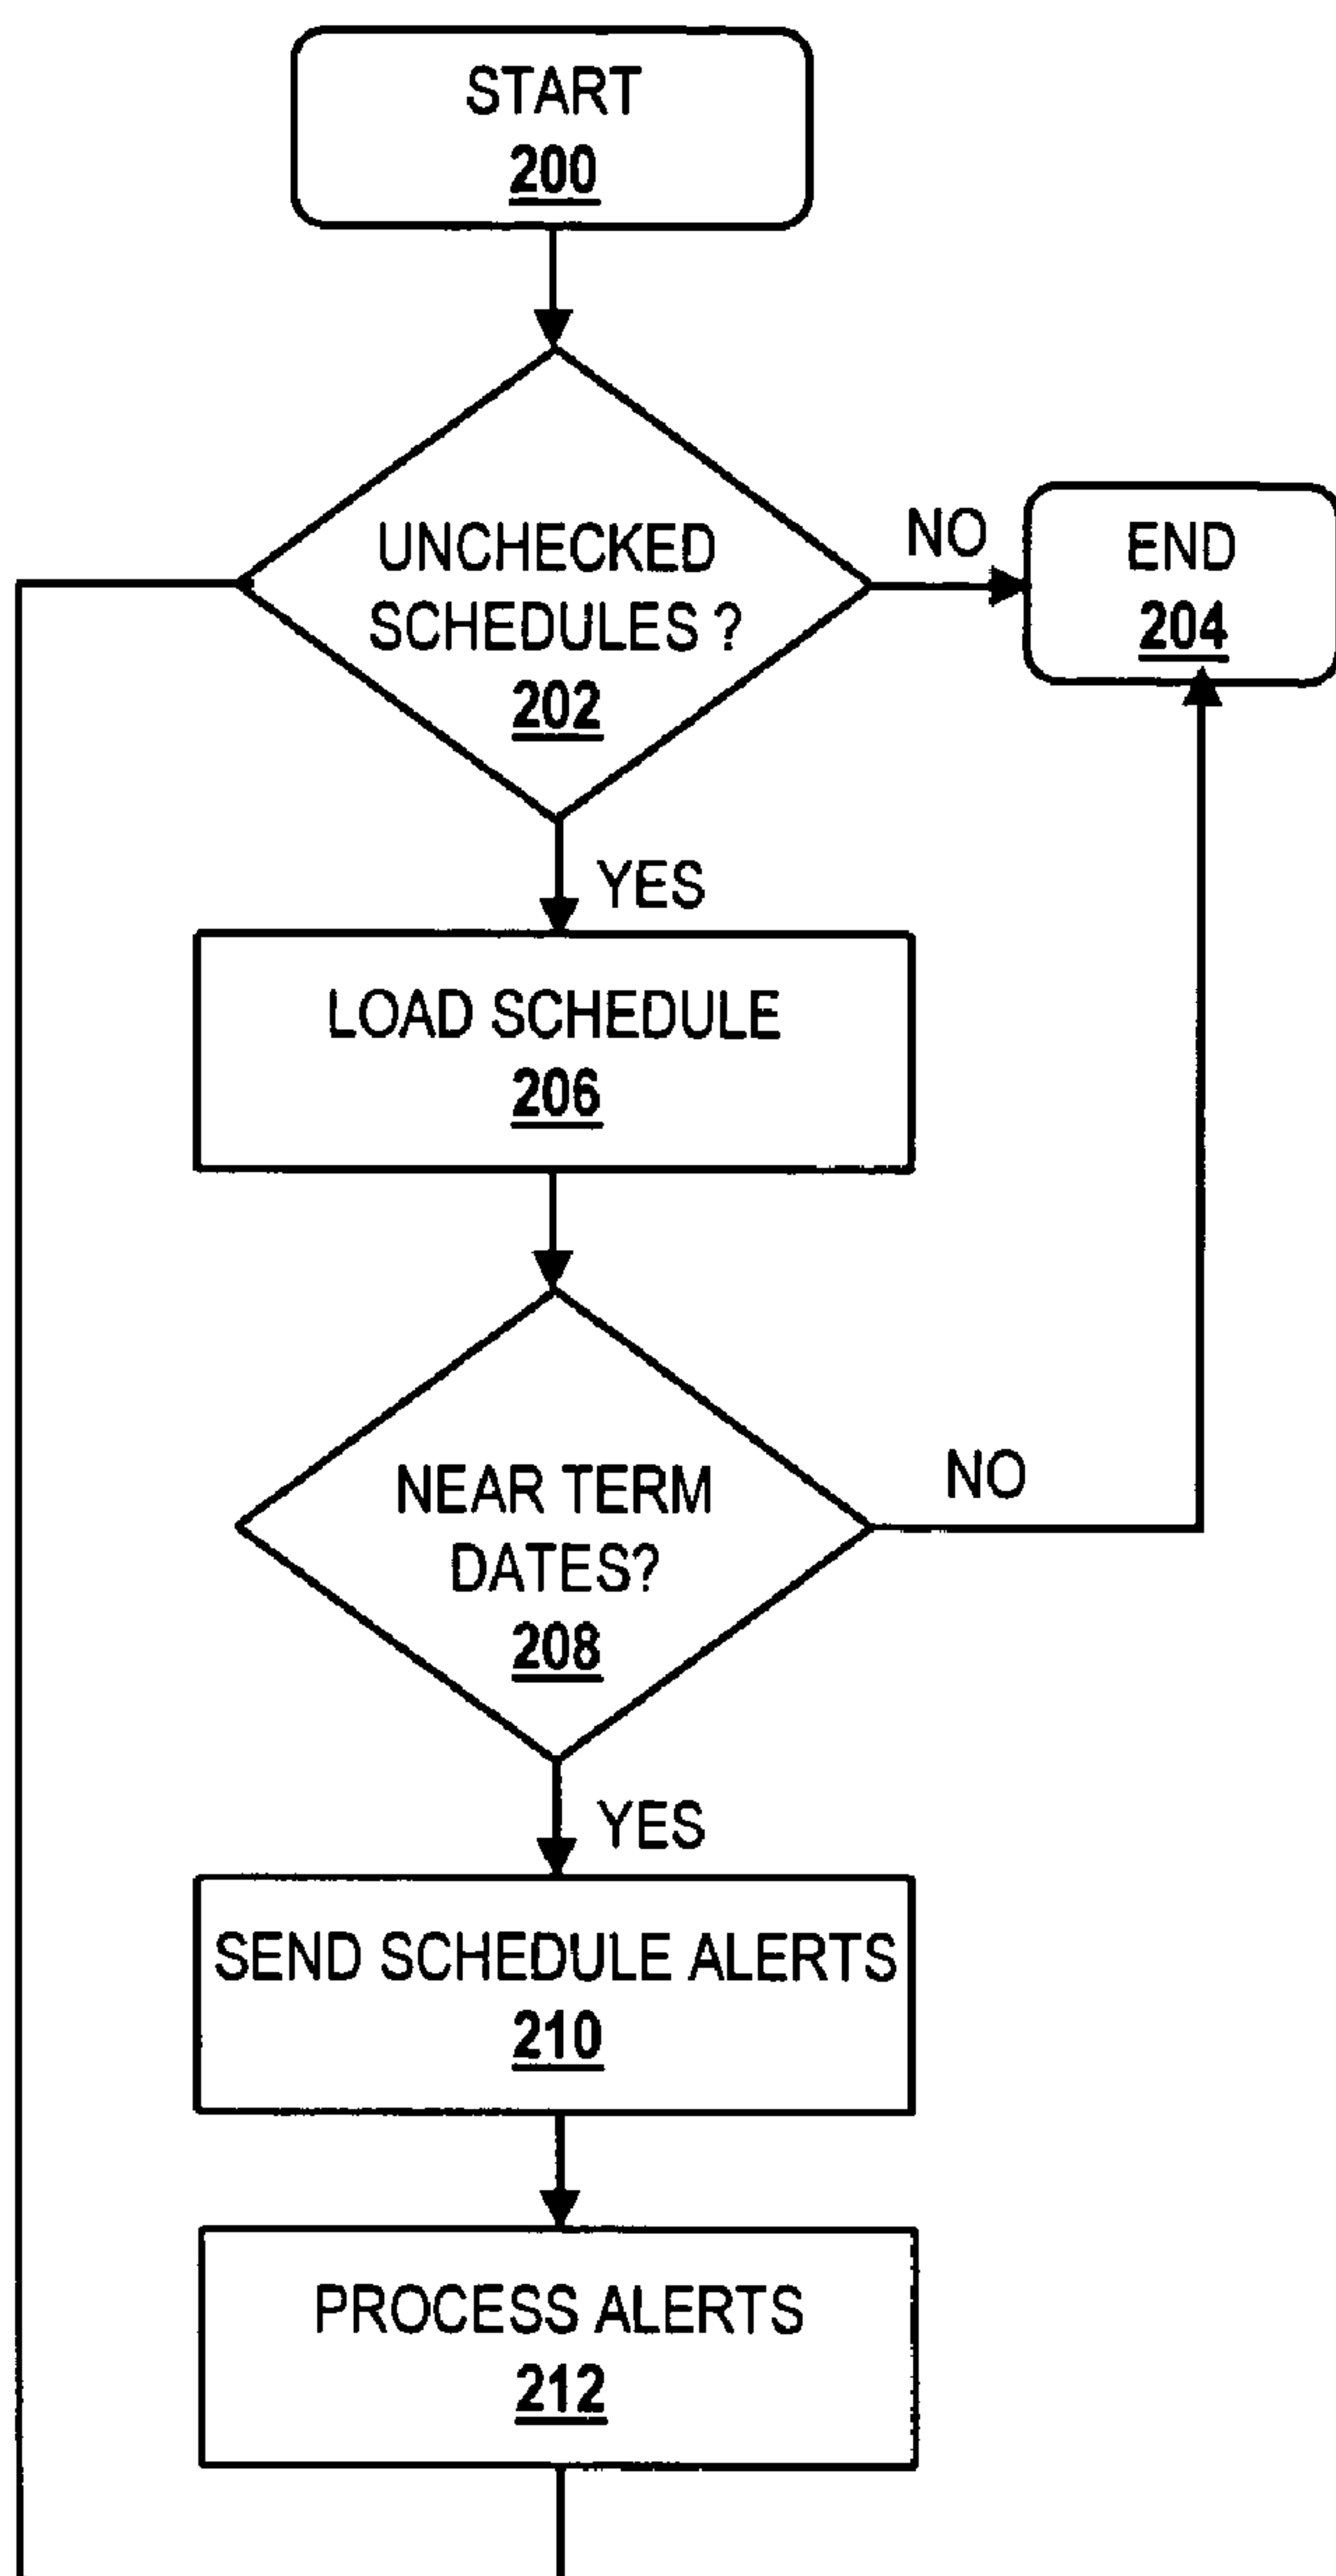 START
200
UNCHECKED
SCHEDULES ?
202
NO
END
204
YES
LOAD SCHEDULE
206
NEAR TERM
DATES?
208
NO
YES
SEND SCHEDULE ALERTS
210
PROCESS ALERTS
212